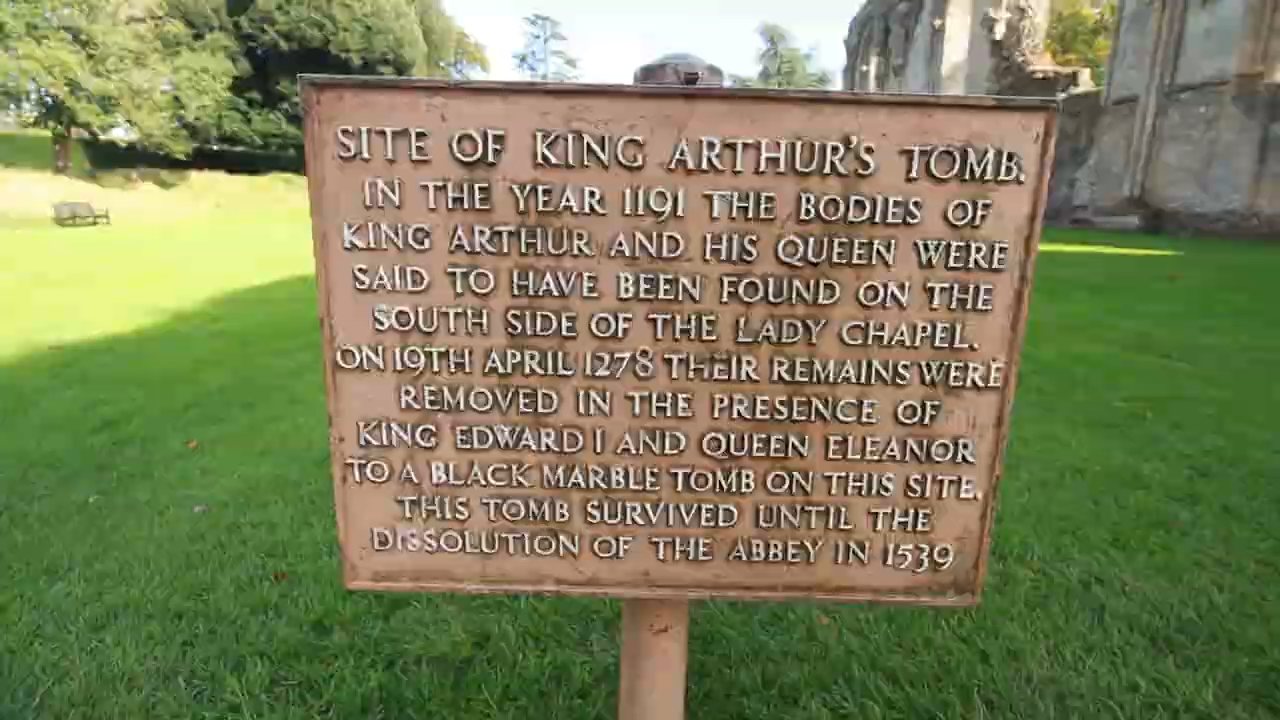 SITE OF KING ARTHUR'S TOMB.
IN THE YEAR 1191 THE BODIES OF
KING ARTHUR AND HIS QUEEN WERE
SAID TO HAVE BEEN FOUND ON THE
SOUTH SIDE OF THE LADY CHAPEL.
ON 19TH APRIL 1278 THEIR REMAINS WERE
REMOVED IN THE PRESENCE OF
KING EDWARD I AND QUEEN ELEANOR
TO A BLACK MARBLE TOMB ON THIS SITE.
THIS TOMB SURVIVED UNTIL THE
DISSOLUTION OF THE ABBEY IN 1539